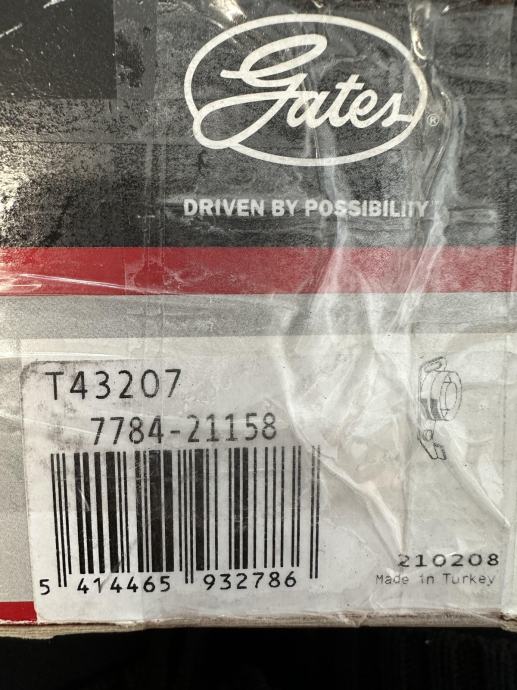 Gates®
DRIVEN BY POSSIBILITY
T43207
7784-21158
5 414465 932786
210208
Made in Turkey